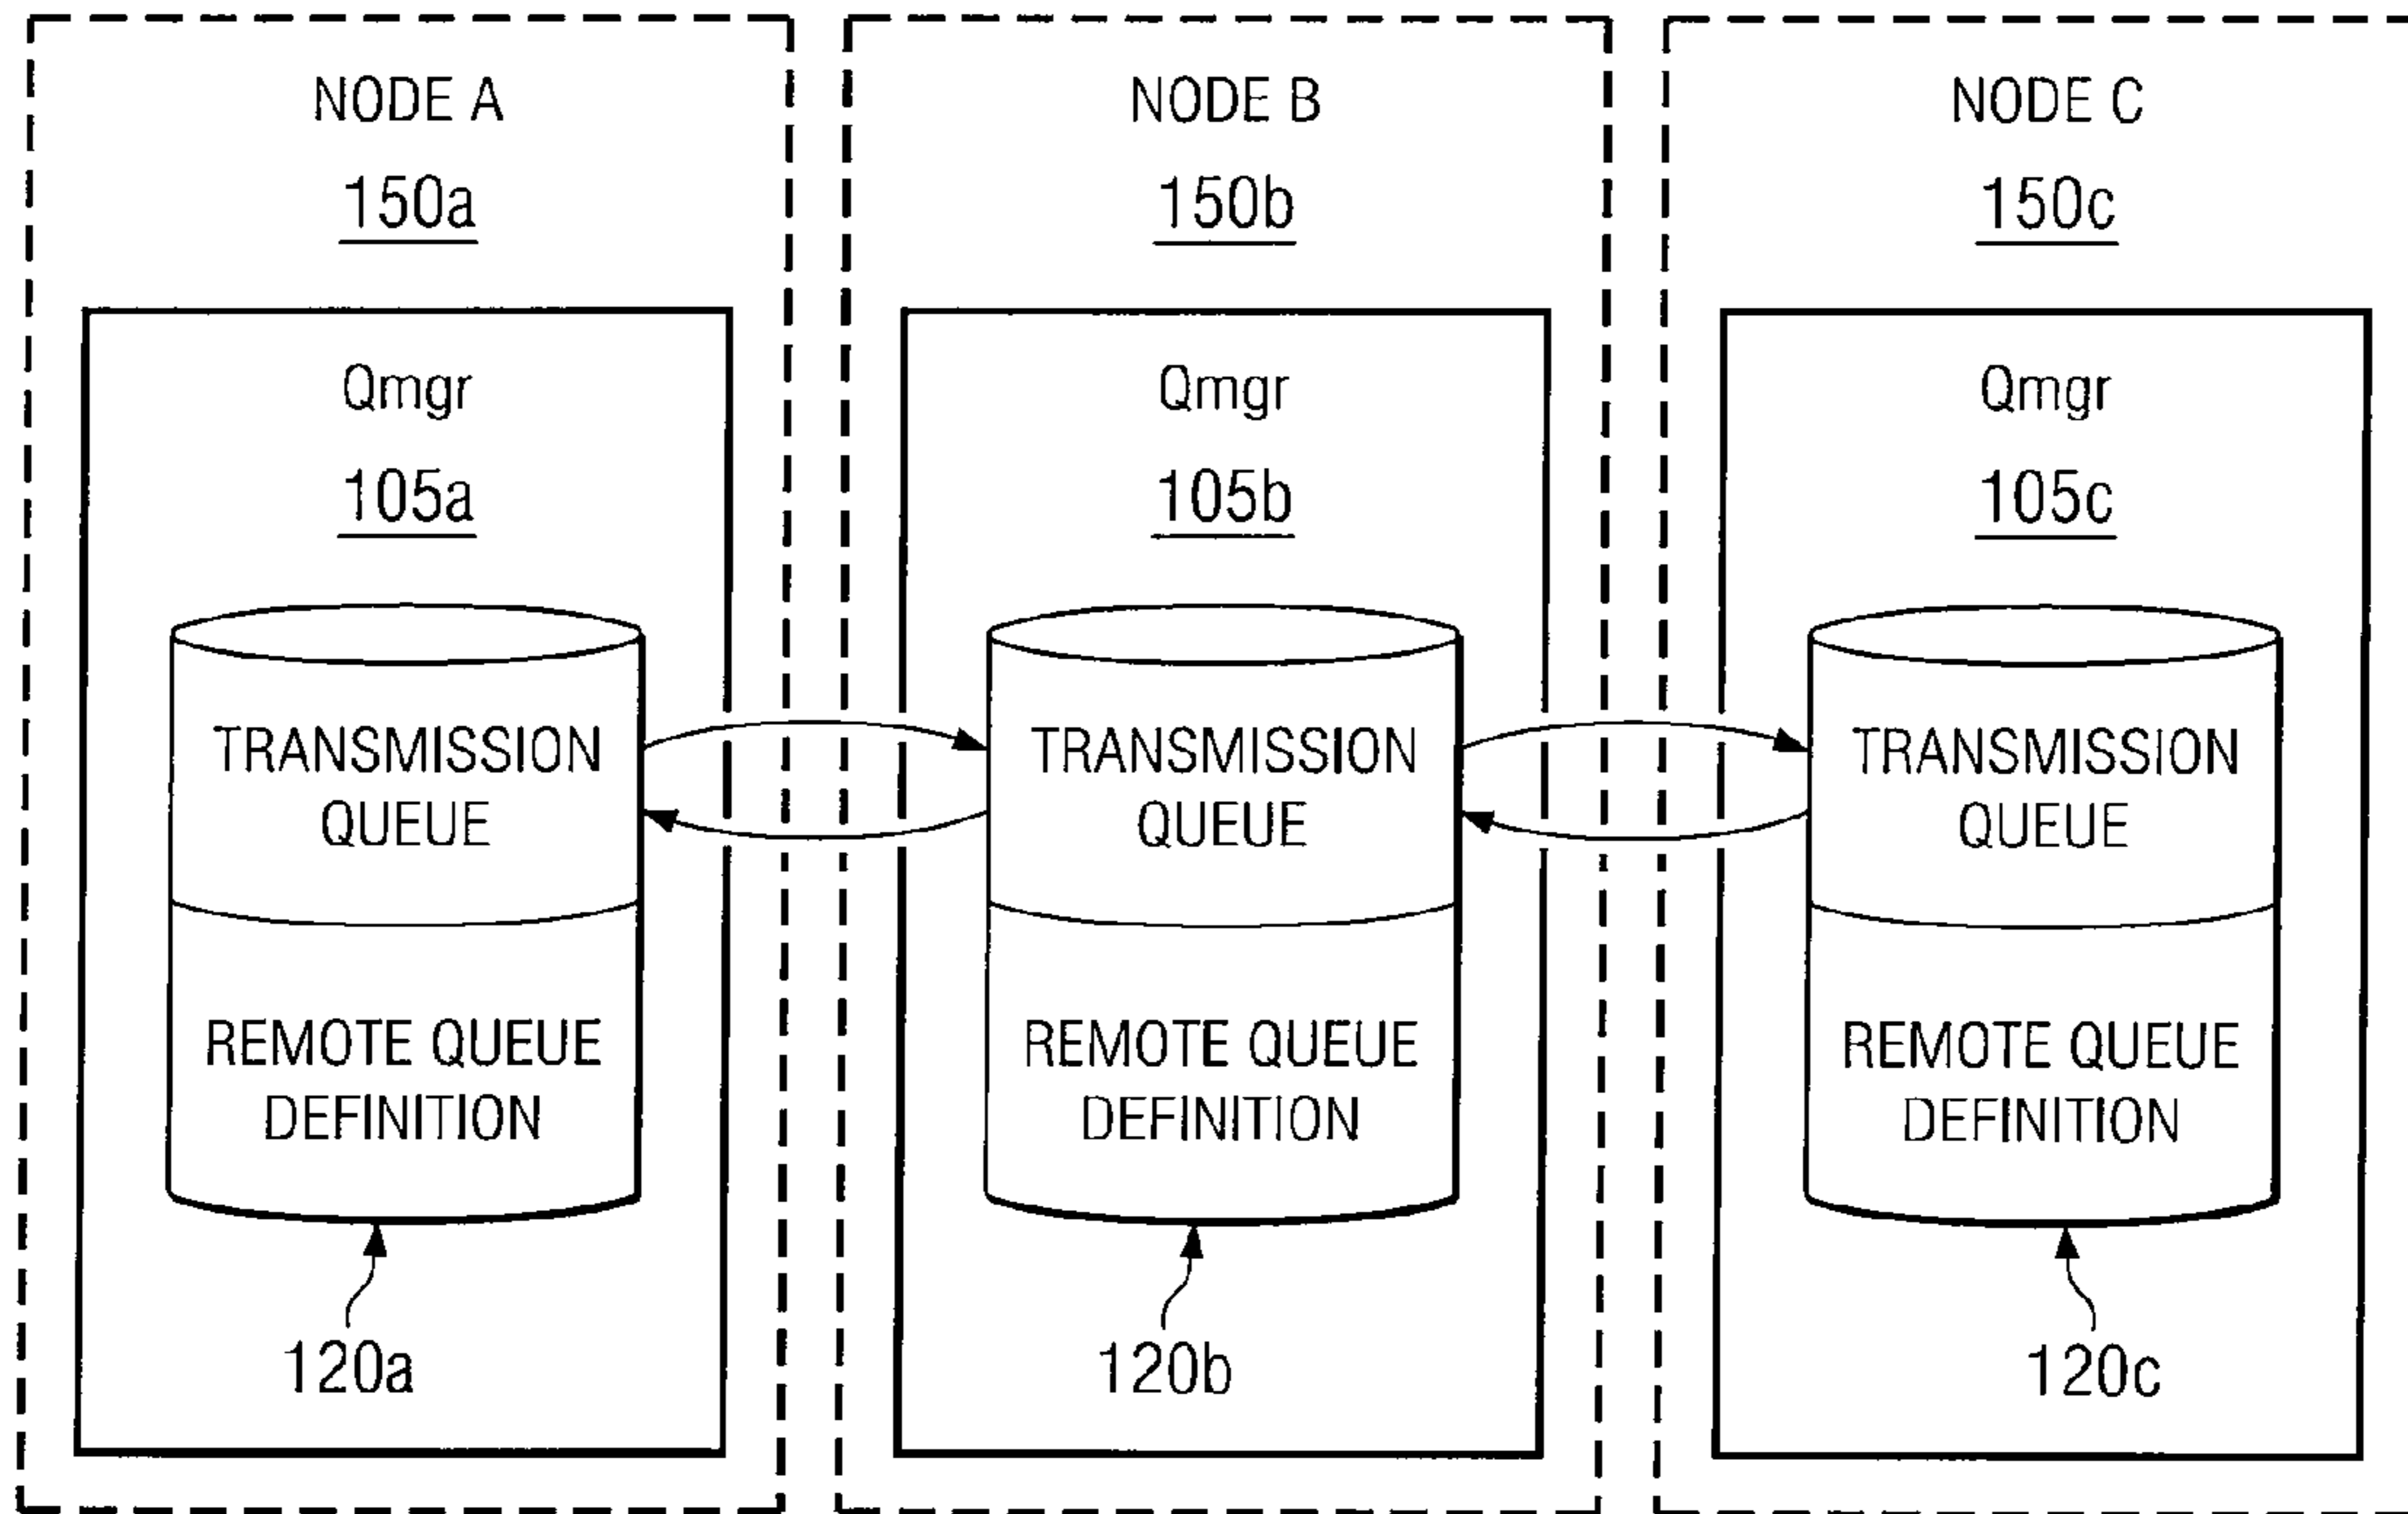 NODE A
150a
Qmgr
105a
TRANSMISSION
QUEUE
REMOTE QUEUE
DEFINITION
120a
NODE B
150b
Qmgr
105b
TRANSMISSION
QUEUE
REMOTE QUEUE
DEFINITION
120b
NODE C
150c
Qmgr
105c
TRANSMISSION
QUEUE
REMOTE QUEUE
DEFINITION
120c